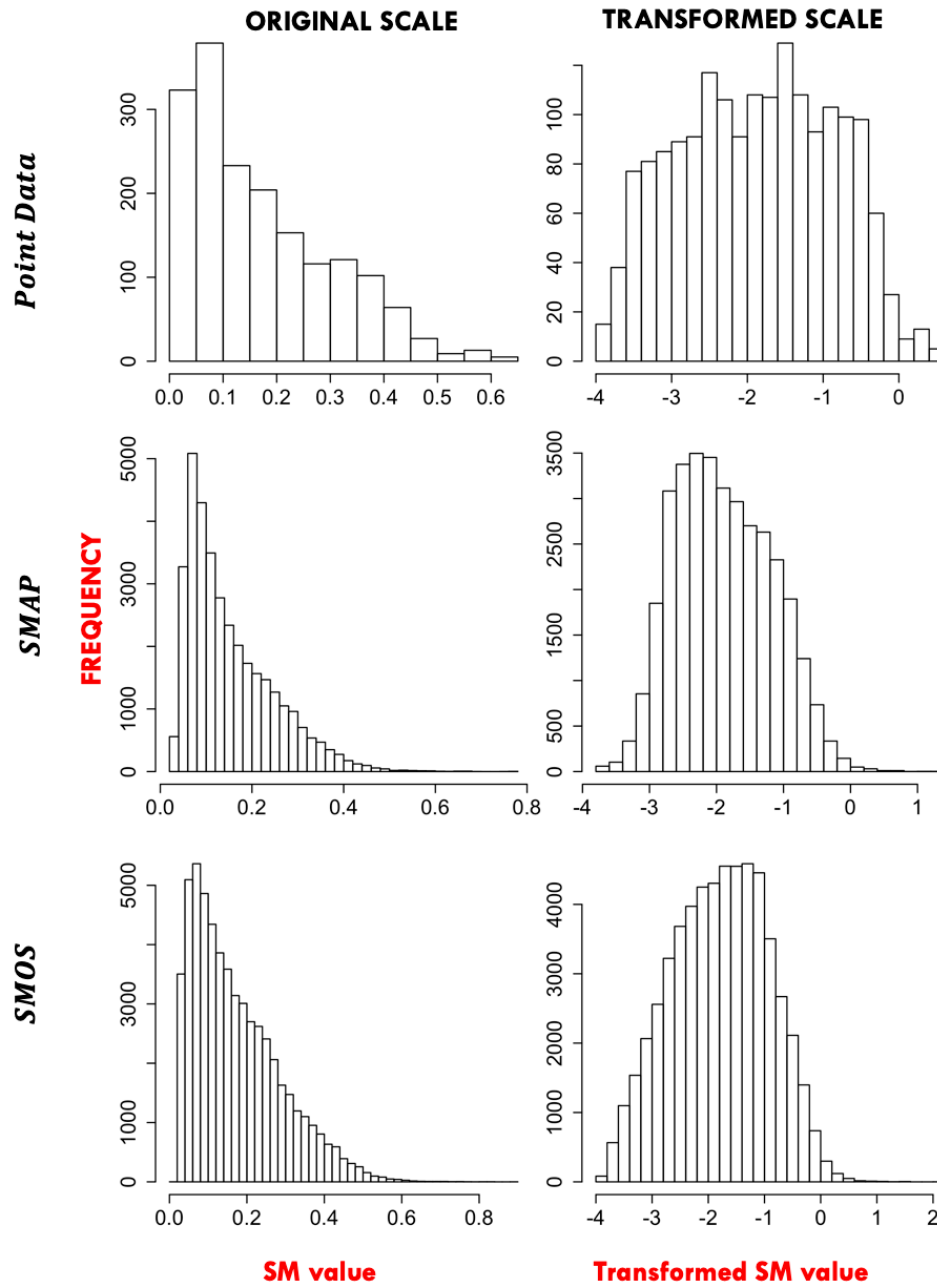 ORIGINAL SCALE
TRANSFORMED SCALE
Point Data
0 100 200 300
0.0 0.1 0.2 0.3 0.4 0.5 0.6
0 20 40 60 80 100
-4 -3 -2 -1 0
SMAP
FREQUENCY
0 1000 3000 5000
0.0 0.2 0.4 0.6 0.8
0 500 1500 2500 3500
-4 -3 -2 -1 0 1
SMOS
0 1000 3000 5000
0.0 0.2 0.4 0.6 0.8
0 1000 2000 3000 4000
-4 -3 -2 -1 0 1 2
SM value
Transformed SM value